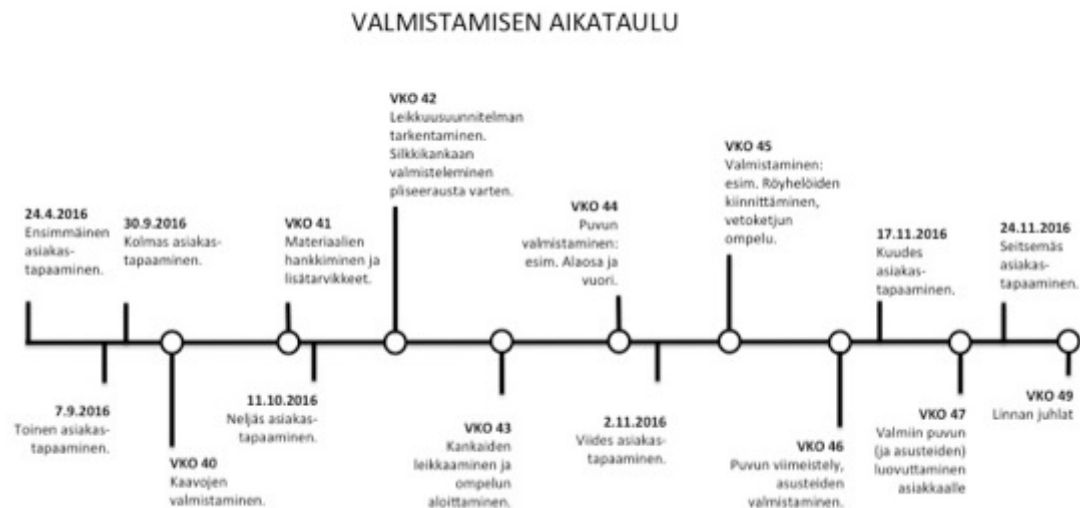 VALMISTAMISEN AIKATAULU
24.4.2016
Ensimmäinen
asiakas-
tapaaminen.
7.9.2016
Toinen asiakas-
tapaaminen.
30.9.2016
Kolmas asiakas-
tapaaminen.
VKO 40
Kaavojen
valmistaminen.
VKO 41
Materiaalien
hankkiminen ja
lisätarvikkeet.
11.10.2016
Neljäs asiakas-
tapaaminen.
VKO 42
Leikkuusuunnitelman
tarkentaminen.
Silkkikankaan
valmisteleminen
pliseerausta varten.
VKO 43
Kankaiden
leikkaaminen ja
ompelun
aloittaminen.
VKO 44
Puvun
valmistaminen:
esim. Alaosa ja
vuori.
2.11.2016
Viides asiakas-
tapaaminen.
VKO 45
Valmistaminen:
esim. Röyhelöiden
kiinnittäminen,
vetoketjun
ompelu.
VKO 46
Puvun viimeistely,
asusteiden
valmistaminen.
17.11.2016
Kuudes
asiakas-
tapaaminen.
VKO 47
Valmiin puvun
(ja asusteiden)
luovuttaminen
asiakkaalle
24.11.2016
Seitsemäs
asiakas-
tapaaminen.
VKO 49
Linnan juhlat